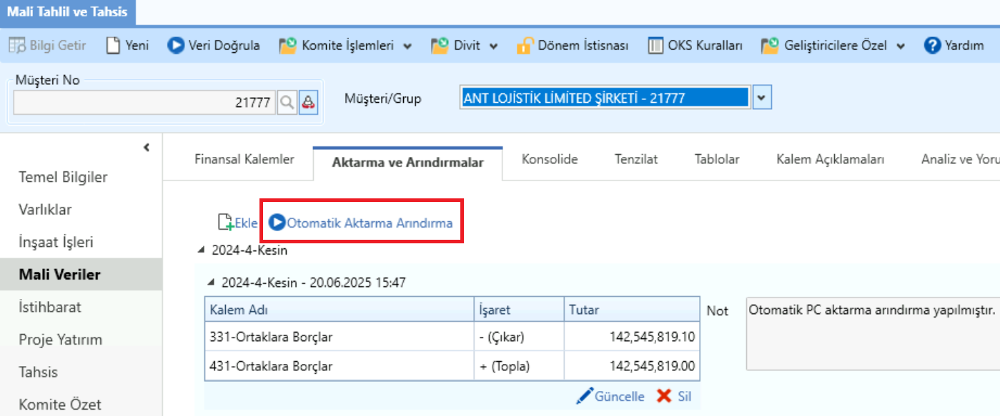 Mali Tahlil ve Tahsis
Bilgi Getir Yeni Veri Doğrula Komite İşlemleri Divit Dönem İstisnası OKS Kuralları Geliştiricilere Özel Yardım
Müşteri No
21777 Müşteri/Grup ANT LOJİSTİK LİMİTED ŞİRKETİ - 21777
Finansal Kalemler Aktarma ve Arındırmalar Konsolide Tenzilat Tablolar Kalem Açıklamaları Analiz ve Yoru
Temel Bilgiler
Varlıklar
İnşaat İşleri
Mali Veriler
İstihbarat
Proje Yatırım
Tahsis
Komite Özet
Ekle Otomatik Aktarma Arındırma
2024-4-Kesin
2024-4-Kesin - 20.06.2025 15:47
Kalem Adı İşaret Tutar
331-Ortaklara Borçlar - (Çıkar) 142,545,819.10
431-Ortaklara Borçlar + (Topla) 142,545,819.00
Not Otomatik PC aktarma arındırma yapılmıştır.
Güncelle Sil